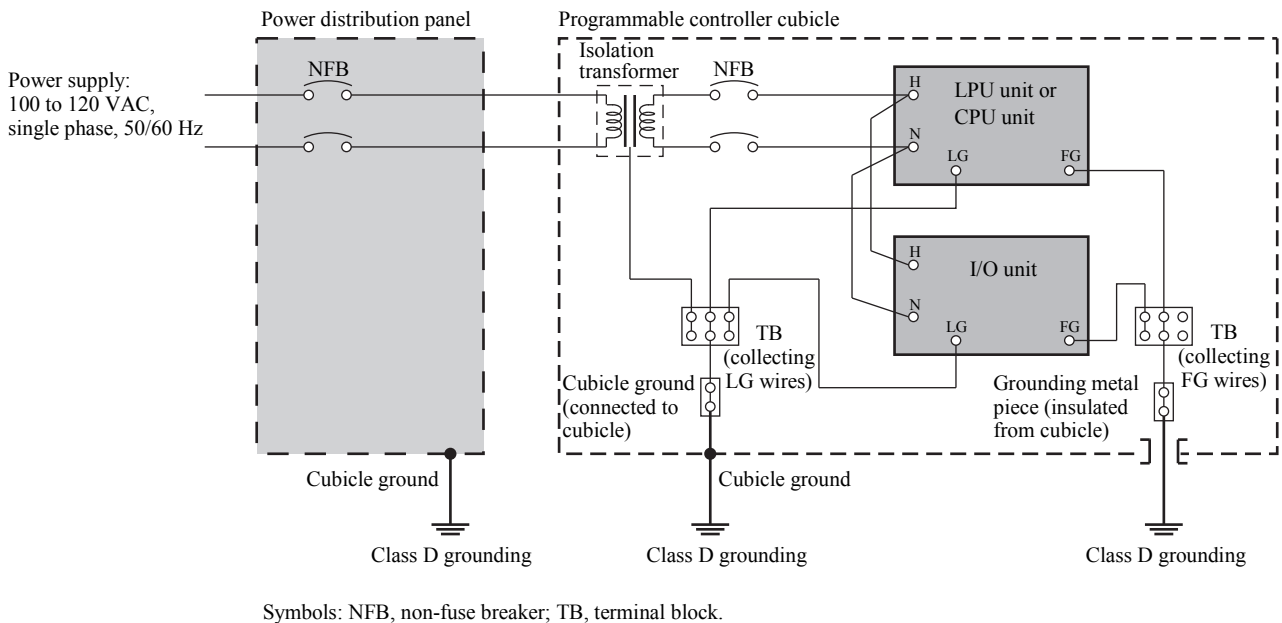 Power distribution panel
Programmable controller cubicle
Power supply:
100 to 120 VAC,
single phase, 50/60 Hz
NFB
Isolation
transformer
NFB
H
N
LG
FG
LPU unit or
CPU unit
H
N
LG
FG
I/O unit
TB
(collecting
LG wires)
TB
(collecting
FG wires)
Cubicle ground
(connected to
cubicle)
Grounding metal
piece (insulated
from cubicle)
Cubicle ground
Cubicle ground
Class D grounding
Class D grounding
Class D grounding
Symbols: NFB, non-fuse breaker; TB, terminal block.